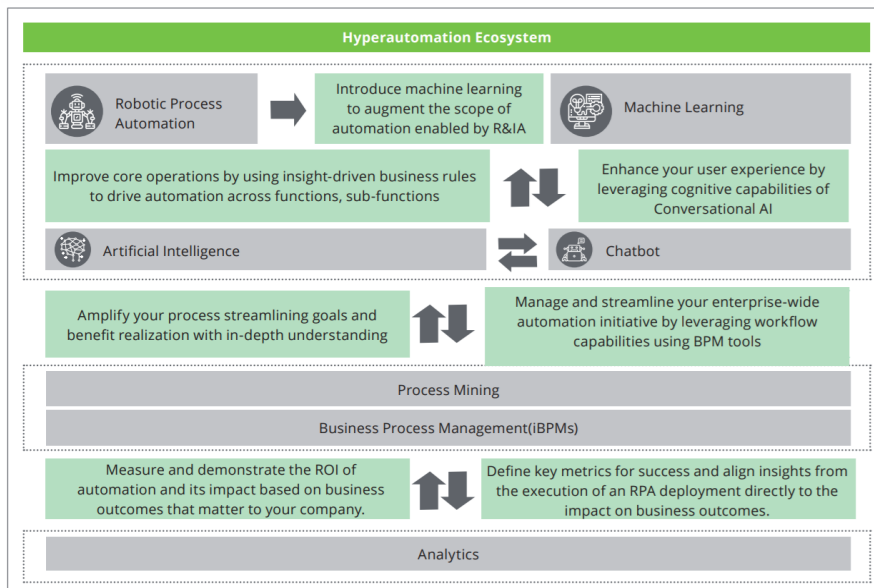 Hyperautomation Ecosystem
Robotic Process
Automation
Introduce machine learning
to augment the scope of
automation enabled by R&IA
Machine Learning
Improve core operations by using insight-driven business rules
to drive automation across functions, sub-functions
Enhance your user experience by
leveraging cognitive capabilities of
Conversational AI
Artificial Intelligence
Chatbot
Amplify your process streamlining goals and
benefit realization with in-depth understanding
Manage and streamline your enterprise-wide
automation initiative by leveraging workflow
capabilities using BPM tools
Process Mining
Business Process Management(iBPMs)
Measure and demonstrate the ROI of
automation and its impact based on business
outcomes that matter to your company.
Define key metrics for success and align insights from
the execution of an RPA deployment directly to the
impact on business outcomes.
Analytics